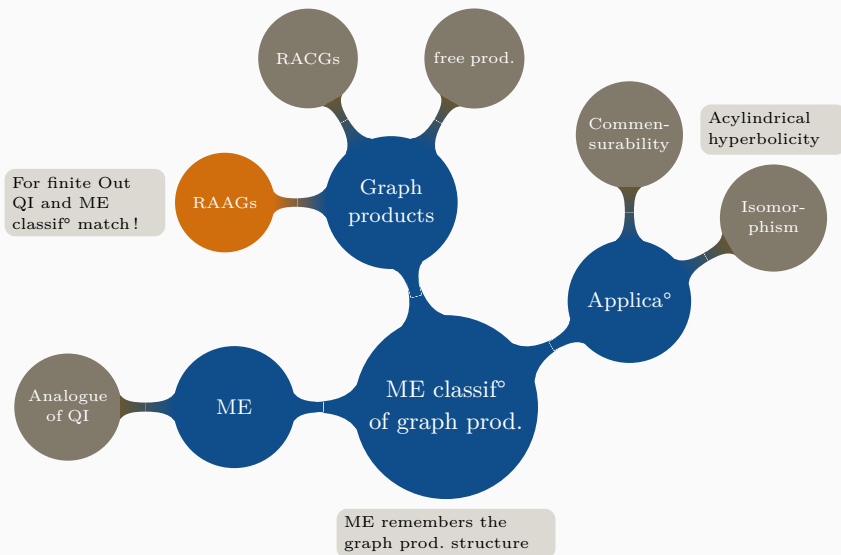 RACGs
free prod.
Commen-
surability
Acylindrical
hyperbolicity
For finite Out
QI and ME
classif° match !
RAAGs
Graph
products
Isomor-
phism
Applica°
Analogue
of QI
ME
ME classif°
of graph prod.
ME remembers the
graph prod. structure